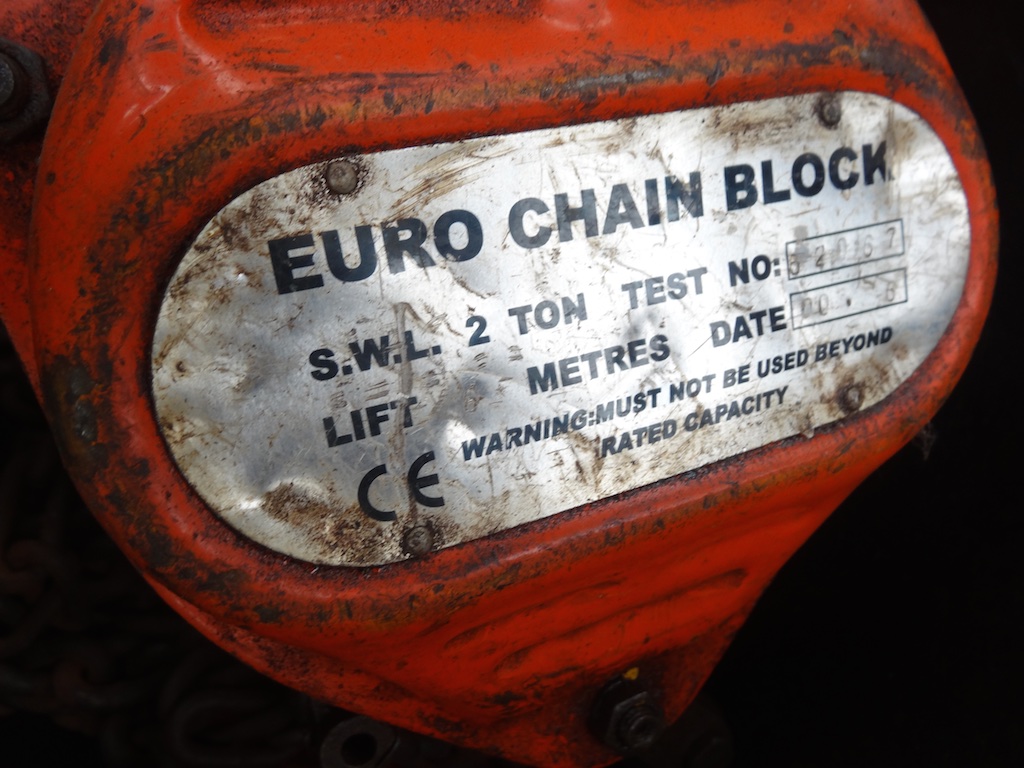 EURO CHAIN BLOCK
S.W.L. 2 TON TEST NO:
LIFT METRES DATE
WARNING:MUST NOT BE USED BEYOND
RATED CAPACITY
CE